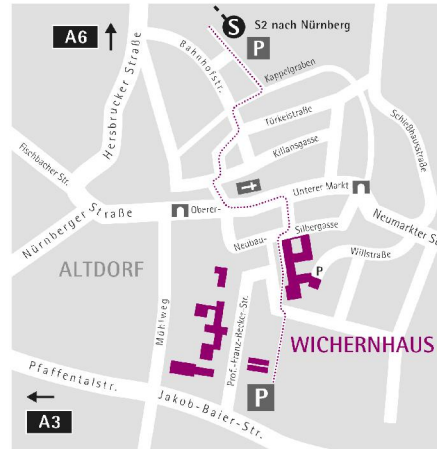 A6
S
S2 nach Nürnberg
P
Hersbrucker Straße
Bahnhofstr.
Kappelgraben
Türkeistraße
Kiliansgasse
Schießhausstraße
Fischbacher Str.
Nürnberger Straße
Oberer-
Unterer Markt
Neumarkter S
Neubau-
Silbergasse
Willstraße
P
ALTDORF
Mühlweg
Prof.-Franz-Becker-Str.
WICHERNHAUS
Pfaffentalstr.
P
A3
Jakob-Baier-Str.